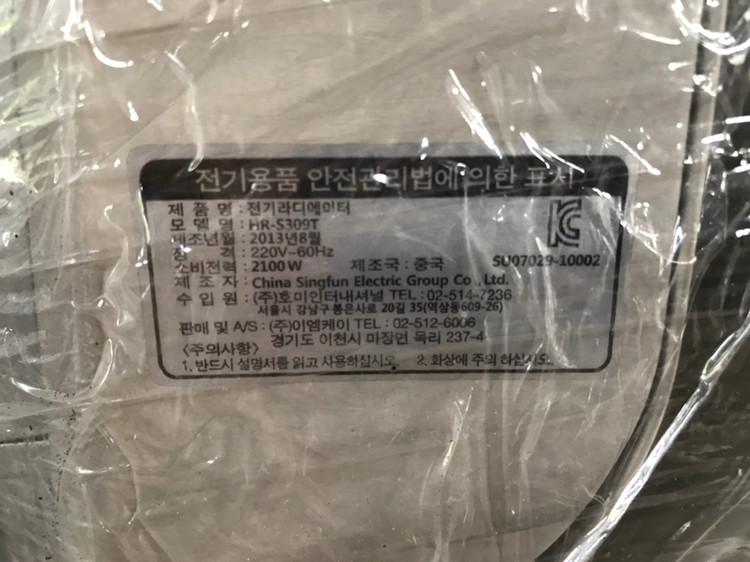 전기용품 안전관리법에 의한 표시
제 품 명 : 전기라디에이터
모 델 명 : HR-S309T
제조년월 : 2013년8월
정 격 : 220V~60Hz
소비전력 : 2100W 제조국 : 중국
SU07029-10002
제 조 자 : China Singfun Electric Group Co., Ltd.
수 입 원 : (주)호미인터내셔널 TEL : 02-514-7236
서울시 강남구 봉은사로 20길 35(역삼동609-26)
판매 및 A/S : (주)이엠케이 TEL : 02-512-6006
경기도 이천시 마장면 목리 237-4
<주의사항>
1. 반드시 설명서를 읽고 사용하십시오. 2. 화상에 주의 하십시오.